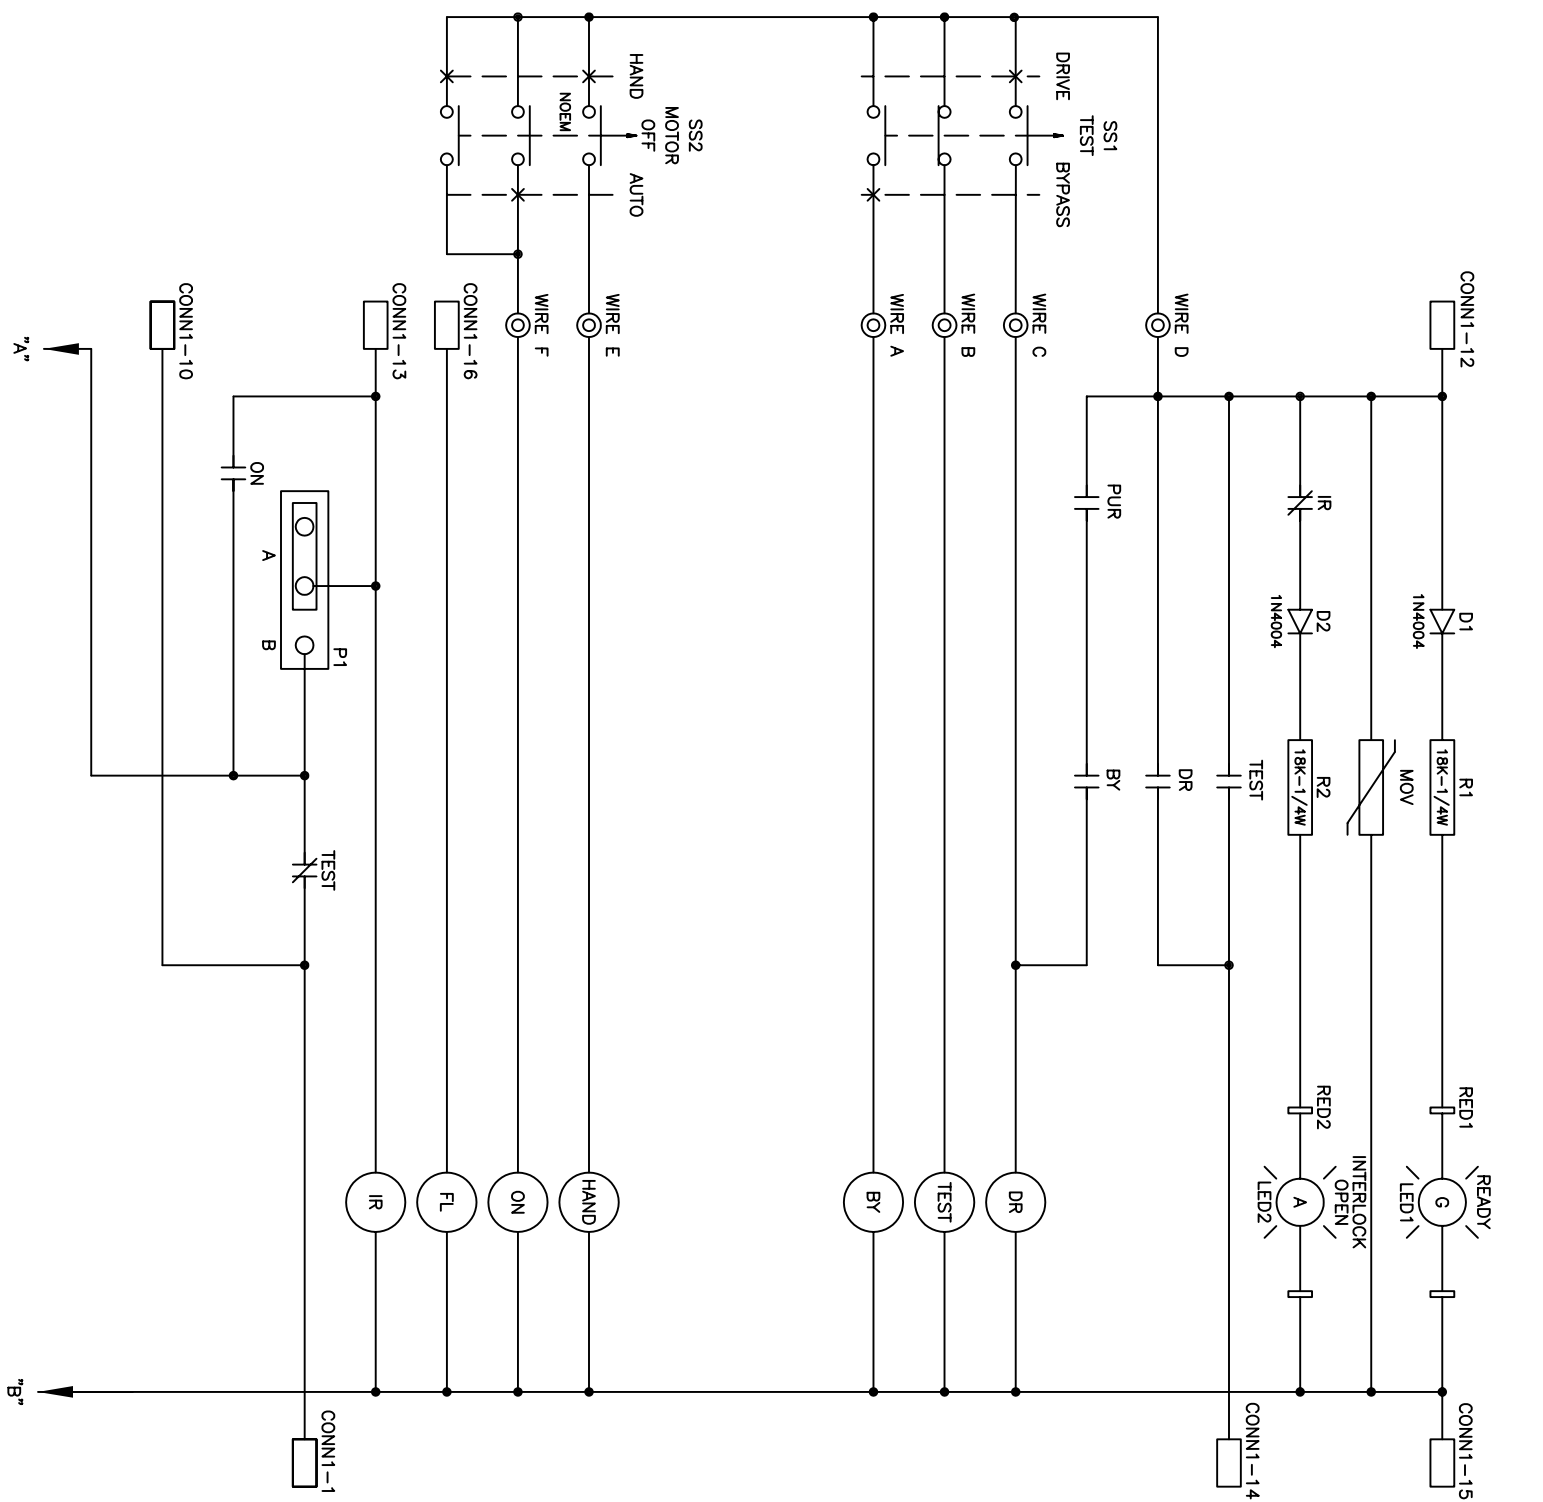 CONN1-12
D1
1N4004
R1
18K-1/4W
RED1
READY
G
LED1
CONN1-15
MOV
IR
D2
1N4004
R2
18K-1/4W
RED2
INTERLOCK
OPEN
A
LED2
TEST
CONN1-14
WIRE D
DR
PUR
BY
SS1
TEST
DRIVE
BYPASS
WIRE C
DR
WIRE B
TEST
WIRE A
BY
SS2
MOTOR
OFF
HAND
AUTO
NOEM
WIRE E
HAND
WIRE F
ON
CONN1-16
FL
CONN1-13
IR
P1
A
B
TEST
CONN1-1
ON
CONN1-10
"A"
"B"